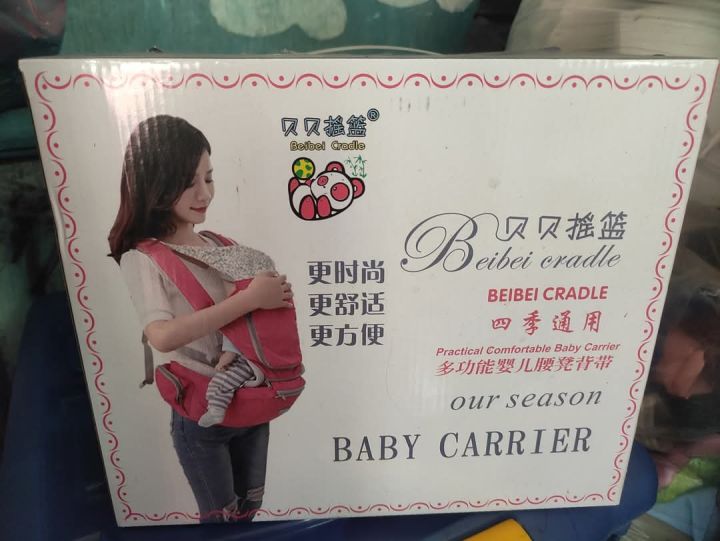 贝贝摇篮®
Beibei Cradle
更时尚
更舒适
更方便
贝贝摇篮
Beibei cradle
BEIBEI CRADLE
四季通用
Practical Comfortable Baby Carrier
多功能婴儿腰凳背带
our season
BABY CARRIER